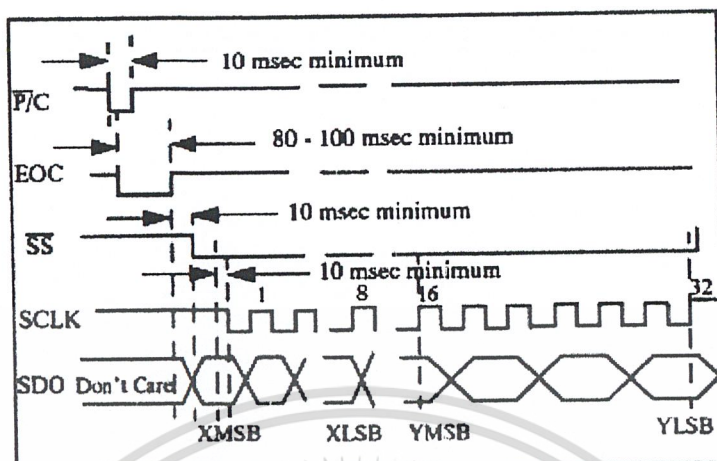 10 msec minimum
P/C
80 - 100 msec minimum
EOC
10 msec minimum
SS
10 msec minimum
1 8 16 32
SCLK
SDO Don't Care
XMSB XLSB YMSB YLSB